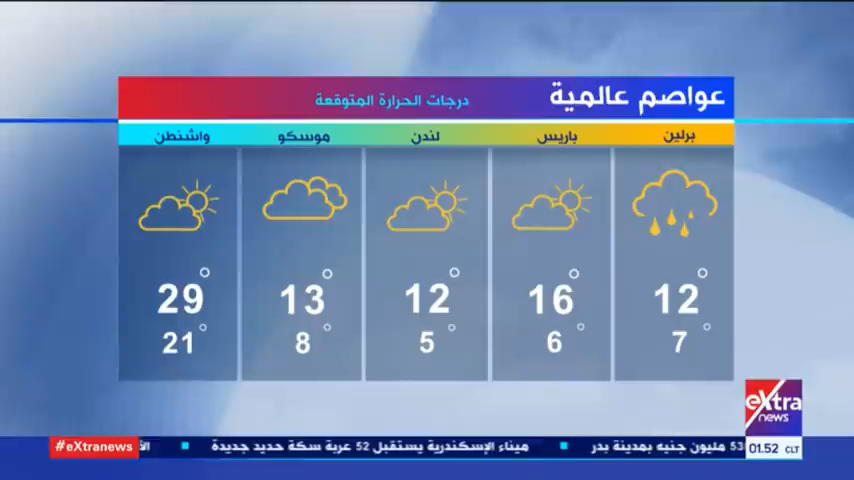 عواصم عالمية
درجات الحرارة المتوقعة
برلين
باريس
لندن
موسكو
واشنطن
12°
16°
12°
13°
29°
7°
6°
5°
8°
21°
eXtra
news
01.52 CLT
مليون جنيه بمدينة بدر
ميناء الإسكندرية يستقبل 52 عربة سكة حديد جديدة
#eXtranews